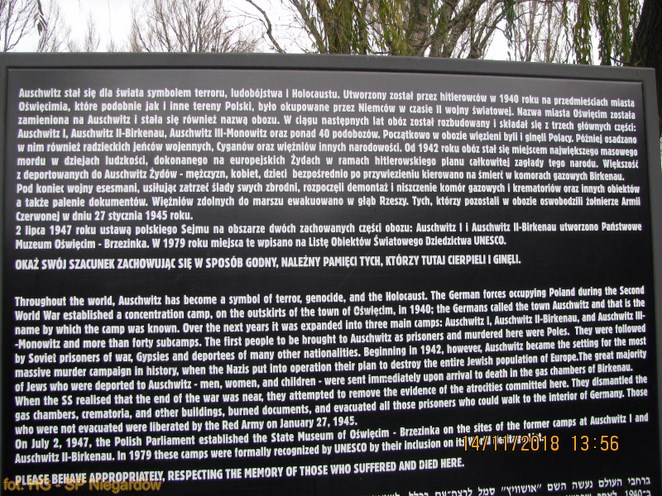 Auschwitz stał się dla świata symbolem terroru, ludobójstwa i Holocaustu. Utworzony został przez hitlerowców w 1940 roku na przedmieściach miasta
Oświęcimia, które podobnie jak i inne tereny Polski, było okupowane przez Niemców w czasie II wojny światowej. Nazwa miasta Oświęcim została
zamieniona na Auschwitz i stała się również nazwą obozu. W ciągu następnych lat obóz został rozbudowany i składał się z trzech głównych części:
Auschwitz I, Auschwitz II-Birkenau, Auschwitz III-Monowitz oraz ponad 40 podobozów. Początkowo w obozie więzieni byli i ginęli Polacy. Później osadzano
w nim również radzieckich jeńców wojennych, Cyganów oraz więźniów innych narodowości. Od 1942 roku obóz stał się miejscem największego masowego
mordu w dziejach ludzkości, dokonanego na europejskich Żydach w ramach hitlerowskiego planu całkowitej zagłady tego narodu. Większość
z deportowanych do Auschwitz Żydów - mężczyzn, kobiet, dzieci bezpośrednio po przywiezieniu kierowano na śmierć w komorach gazowych Birkenau.
Pod koniec wojny esesmani, usiłując zatrzeć ślady swych zbrodni, rozpoczęli demontaż i niszczenie komór gazowych i krematoriów oraz innych obiektów
a także palenie dokumentów. Więźniów zdolnych do marszu ewakuowano w głąb Rzeszy. Tych, którzy pozostali w obozie oswobodzili żołnierze Armii
Czerwonej w dniu 27 stycznia 1945 roku.
2 lipca 1947 roku ustawą polskiego Sejmu na obszarze dwóch zachowanych części obozu: Auschwitz I i Auschwitz II-Birkenau utworzono Państwowe
Muzeum Oświęcim - Brzezinka. W 1979 roku miejsca te wpisano na Listę Obiektów Światowego Dziedzictwa UNESCO.
OKAŻ SWÓJ SZACUNEK ZACHOWUJĄC SIĘ W SPOSÓB GODNY, NALEŻNY PAMIĘCI TYCH, KTÓRZY TUTAJ CIERPIELI I GINĘLI.
Throughout the world, Auschwitz has become a symbol of terror, genocide, and the Holocaust. The German forces occupying Poland during the Second
World War established a concentration camp, on the outskirts of the town of Oświęcim, in 1940; the Germans called the town Auschwitz and that is the
name by which the camp was known. Over the next years it was expanded into three main camps: Auschwitz I, Auschwitz II-Birkenau, and Auschwitz III-
-Monowitz and more than forty subcamps. The first people to be brought to Auschwitz as prisoners and murdered here were Poles. They were followed
by Soviet prisoners of war, Gypsies and deportees of many other nationalities. Beginning in 1942, however, Auschwitz became the setting for the most
massive murder campaign in history, when the Nazis put into operation their plan to destroy the entire Jewish population of Europe.The great majority
of Jews who were deported to Auschwitz - men, women, and children - were sent immediately upon arrival to death in the gas chambers of Birkenau.
When the SS realised that the end of the war was near, they attempted to remove the evidence of the atrocities committed here. They dismantled the
gas chambers, crematoria, and other buildings, burned documents, and evacuated all those prisoners who could walk to the interior of Germany. Those
who were not evacuated were liberated by the Red Army on January 27, 1945.
On July 2, 1947, the Polish Parliament established the State Museum of Oświęcim - Brzezinka on the sites of the former camps at Auschwitz I and
Auschwitz II-Birkenau. In 1979 these camps were formally recognized by UNESCO by their inclusion on its
14/11/2018 13:56
PLEASE BEHAVE APPROPRIATELY, RESPECTING THE MEMORY OF THOSE WHO SUFFERED AND DIED HERE.
fot. HG - SP Niegardów
ברחבי העולם נעשה השם "אושוויץ" סמל